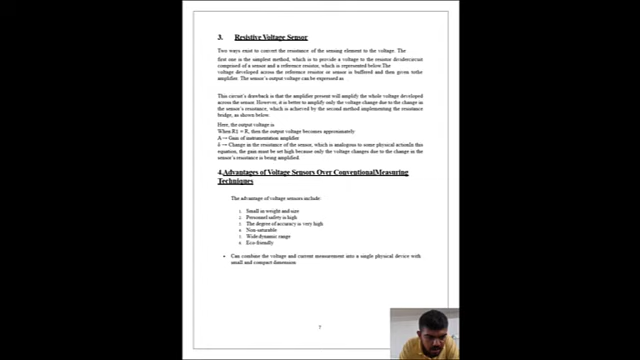 3. Resistive Voltage Sensor
Two ways exist to convert the resistance of the sensing element to the voltage. The
first one is the simplest method, which is to provide a voltage to the resistor dividercircuit
comprised of a sensor and a reference resistor, which is represented below.The
voltage developed across the reference resistor or sensor is buffered and then given tothe
amplifier. The sensor's output voltage can be expressed as
This circuit's drawback is that the amplifier present will amplify the whole voltage developed
across the sensor. However, it is better to amplify only the voltage change due to the change in
the sensor's resistance, which is achieved by the second method implementing the resistance
bridge, as shown below.
Here, the output voltage is
When R1 = R, then the output voltage becomes approximately
A→ Gain of instrumentation amplifier
δ → Change in the resistance of the sensor, which is analogous to some physical actionIn this
equation, the gain must be set high because only the voltage changes due to the change in the
sensor's resistance is being amplified.
4.Advantages of Voltage Sensors Over ConventionalMeasuring
Techniques
The advantage of voltage sensors include:
1. Small in weight and size
2. Personnel safety is high
3. The degree of accuracy is very high
4. Non-saturable
5. Wide dynamic range
6. Eco-friendly
• Can combine the voltage and current measurement into a single physical device with
small and compact dimension
7